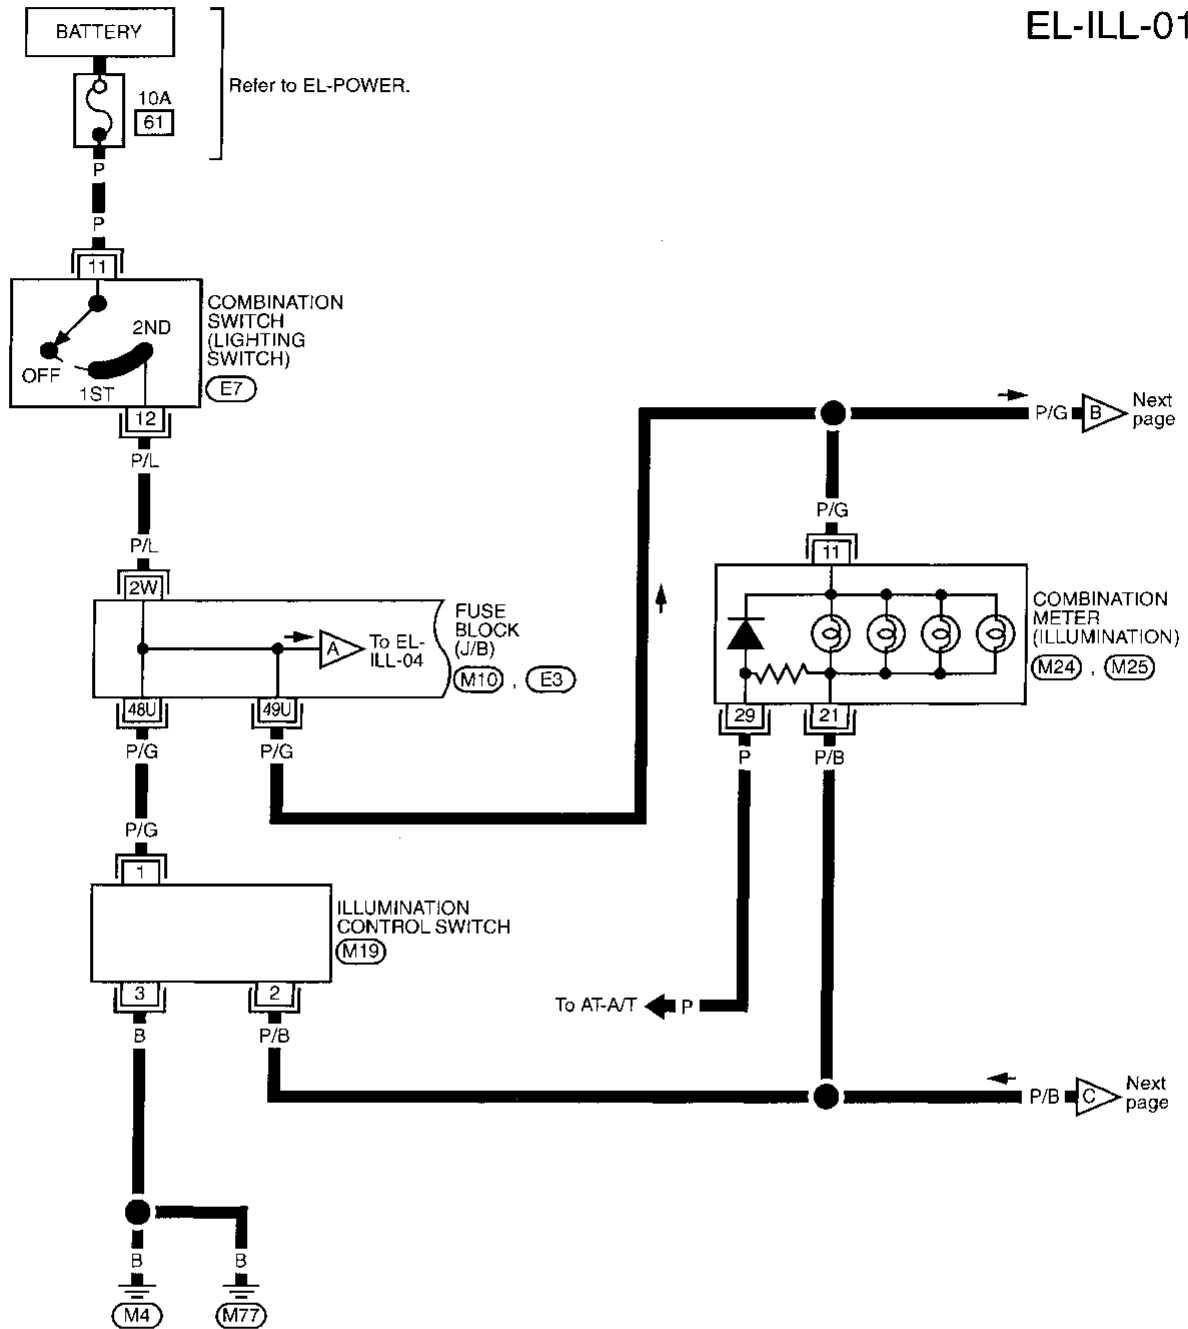 EL-ILL-01
BATTERY
Refer to EL-POWER.
10A
61
P
P
11
COMBINATION
SWITCH
(LIGHTING
SWITCH)
E7
2ND
OFF
1ST
12
P/L
P/L
2W
A
To EL-
ILL-04
FUSE
BLOCK
(J/B)
M10 , E3
48U
49U
P/G
P/G
P/G
1
ILLUMINATION
CONTROL SWITCH
M19
3
2
B
P/B
B
B
M4
M77
P/G
B
Next
page
P/G
11
COMBINATION
METER
(ILLUMINATION)
M24 , M25
29
21
P
P/B
To AT-A/T
P
P/B
C
Next
page